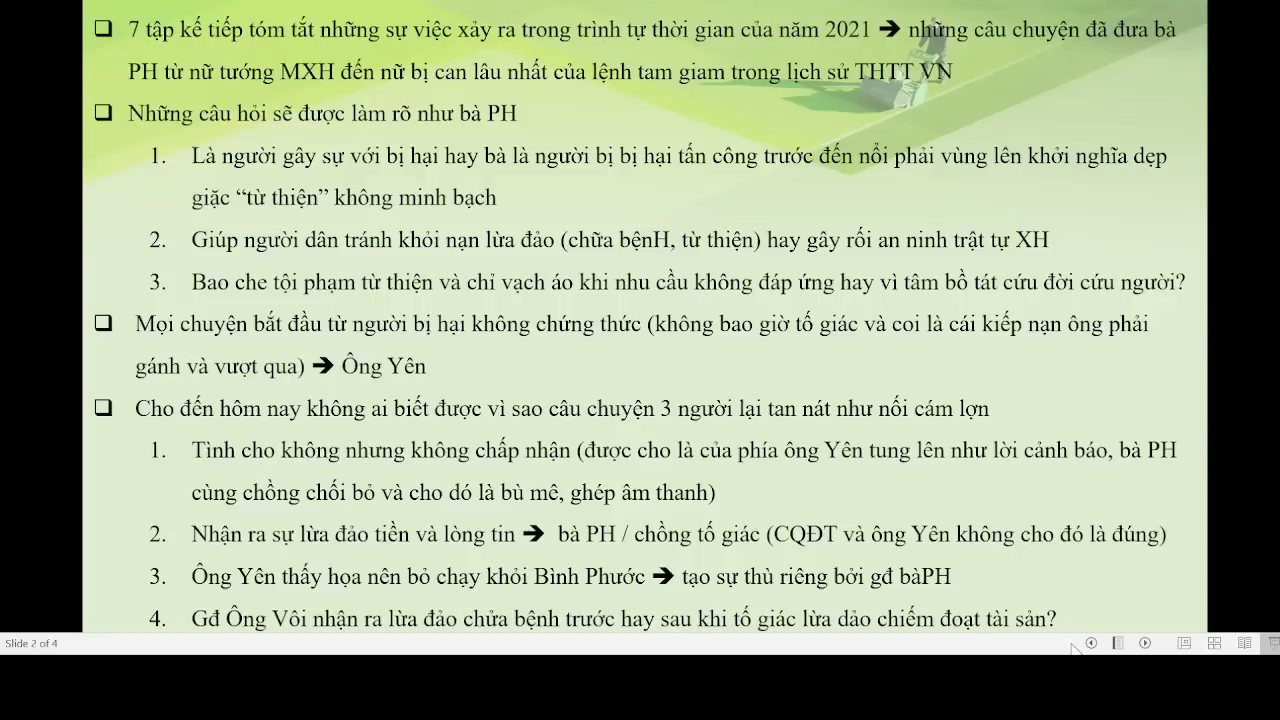 ❑ 7 tập kế tiếp tóm tắt những sự việc xảy ra trong trình tự thời gian của năm 2021 ➔ những câu chuyện đã đưa bà
PH từ nữ tướng MXH đến nữ bị can lâu nhất của lệnh tam giam trong lịch sử THTT VN
❑ Những câu hỏi sẽ được làm rõ như bà PH
1. Là người gây sự với bị hại hay bà là người bị bị hại tấn công trước đến nổi phải vùng lên khởi nghĩa dẹp
giặc “từ thiện” không minh bạch
2. Giúp người dân tránh khỏi nạn lừa đảo (chữa bệnH, từ thiện) hay gây rối an ninh trật tự XH
3. Bao che tội phạm từ thiện và chỉ vạch áo khi nhu cầu không đáp ứng hay vì tâm bồ tát cứu đời cứu người?
❑ Mọi chuyện bắt đầu từ người bị hại không chứng thức (không bao giờ tố giác và coi là cái kiếp nạn ông phải
gánh và vượt qua) ➔ Ông Yên
❑ Cho đến hôm nay không ai biết được vì sao câu chuyện 3 người lại tan nát như nối cám lợn
1. Tình cho không nhưng không chấp nhận (được cho là của phía ông Yên tung lên như lời cảnh báo, bà PH
cùng chồng chối bỏ và cho dó là bù mê, ghép âm thanh)
2. Nhận ra sự lừa đảo tiền và lòng tin ➔ bà PH / chồng tố giác (CQĐT và ông Yên không cho đó là đúng)
3. Ông Yên thấy họa nên bỏ chạy khỏi Bình Phước ➔ tạo sự thù riêng bởi gđ bàPH
4. Gđ Ông Vôi nhận ra lừa đảo chửa bệnh trước hay sau khi tố giác lừa dảo chiếm đoạt tài sản?
Slide 2 of 4